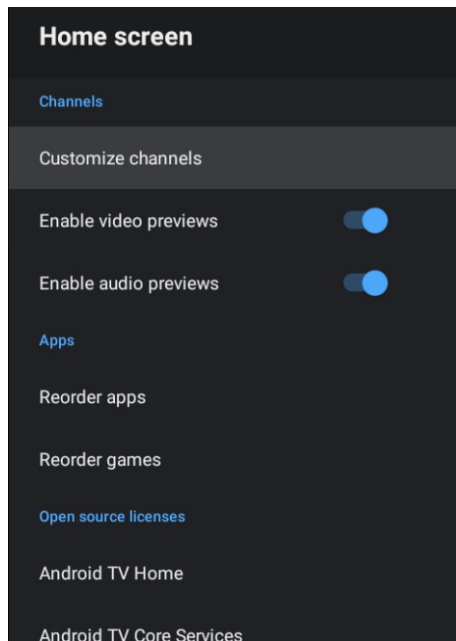 Home screen
Channels
Customize channels
Enable video previews
Enable audio previews
Apps
Reorder apps
Reorder games
Open source licenses
Android TV Home
Android TV Core Services